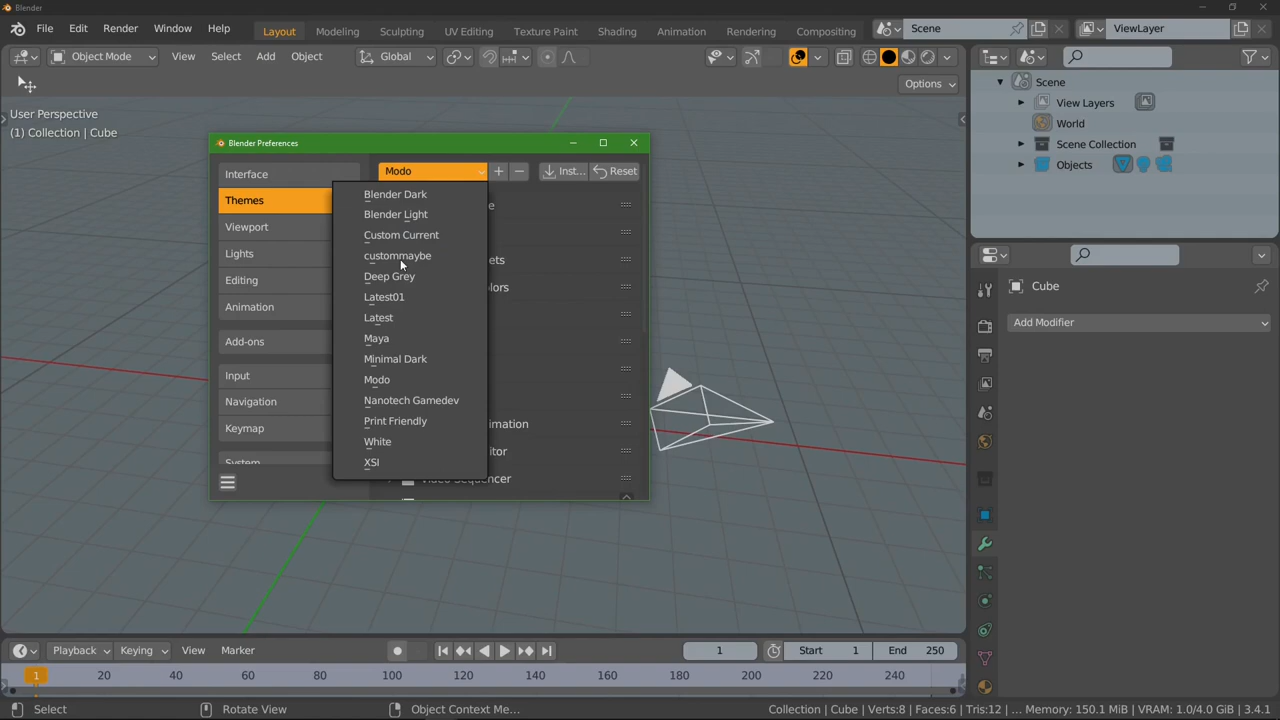 Blender
File Edit Render Window Help Layout Modeling Sculpting UV Editing Texture Paint Shading Animation Rendering Compositing Scene ViewLayer
Object Mode View Select Add Object Global
Options
User Perspective
(1) Collection | Cube
Scene
View Layers
World
Scene Collection
Objects
Blender Preferences
Interface
Themes
Viewport
Lights
Editing
Animation
Add-ons
Input
Navigation
Keymap
System
Modo + − Inst... Reset
Blender Dark
Blender Light
Custom Current
custommaybe
Deep Grey
Latest01
Latest
Maya
Minimal Dark
Modo
Nanotech Gamedev
Print Friendly
White
XSI
Video Sequencer
Cube
Add Modifier
Playback Keying View Marker 1 Start 1 End 250
1 20 40 60 80 100 120 140 160 180 200 220 240
Select Rotate View Object Context Me... Collection | Cube | Verts:8 | Faces:6 | Tris:12 | ... Memory: 150.1 MiB | VRAM: 1.0/4.0 GiB | 3.4.1